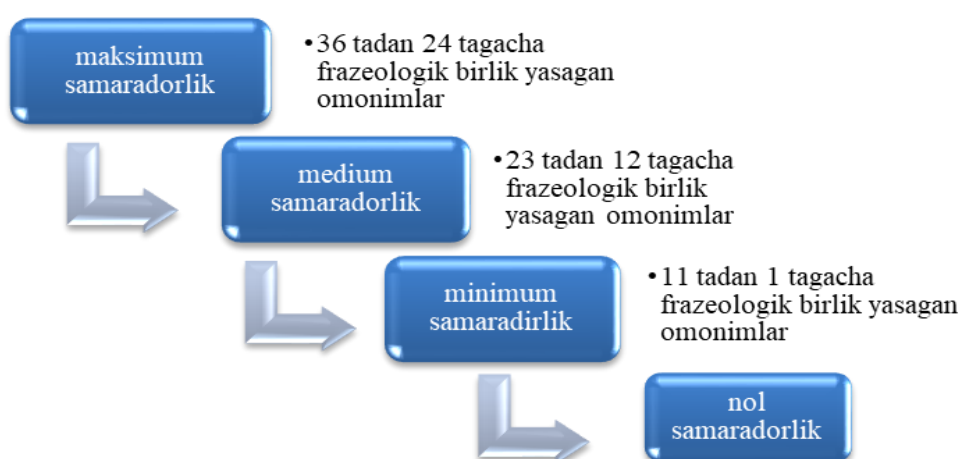 maksimum
samaradorlik
•36 tadan 24 tagacha
frazeologik birlik yasagan
omonimlar
medium
samaradorlik
•23 tadan 12 tagacha
frazeologik birlik
yasagan omonimlar
minimum
samaradirlik
•11 tadan 1 tagacha
frazeologik birlik yasagan
omonimlar
nol
samaradorlik